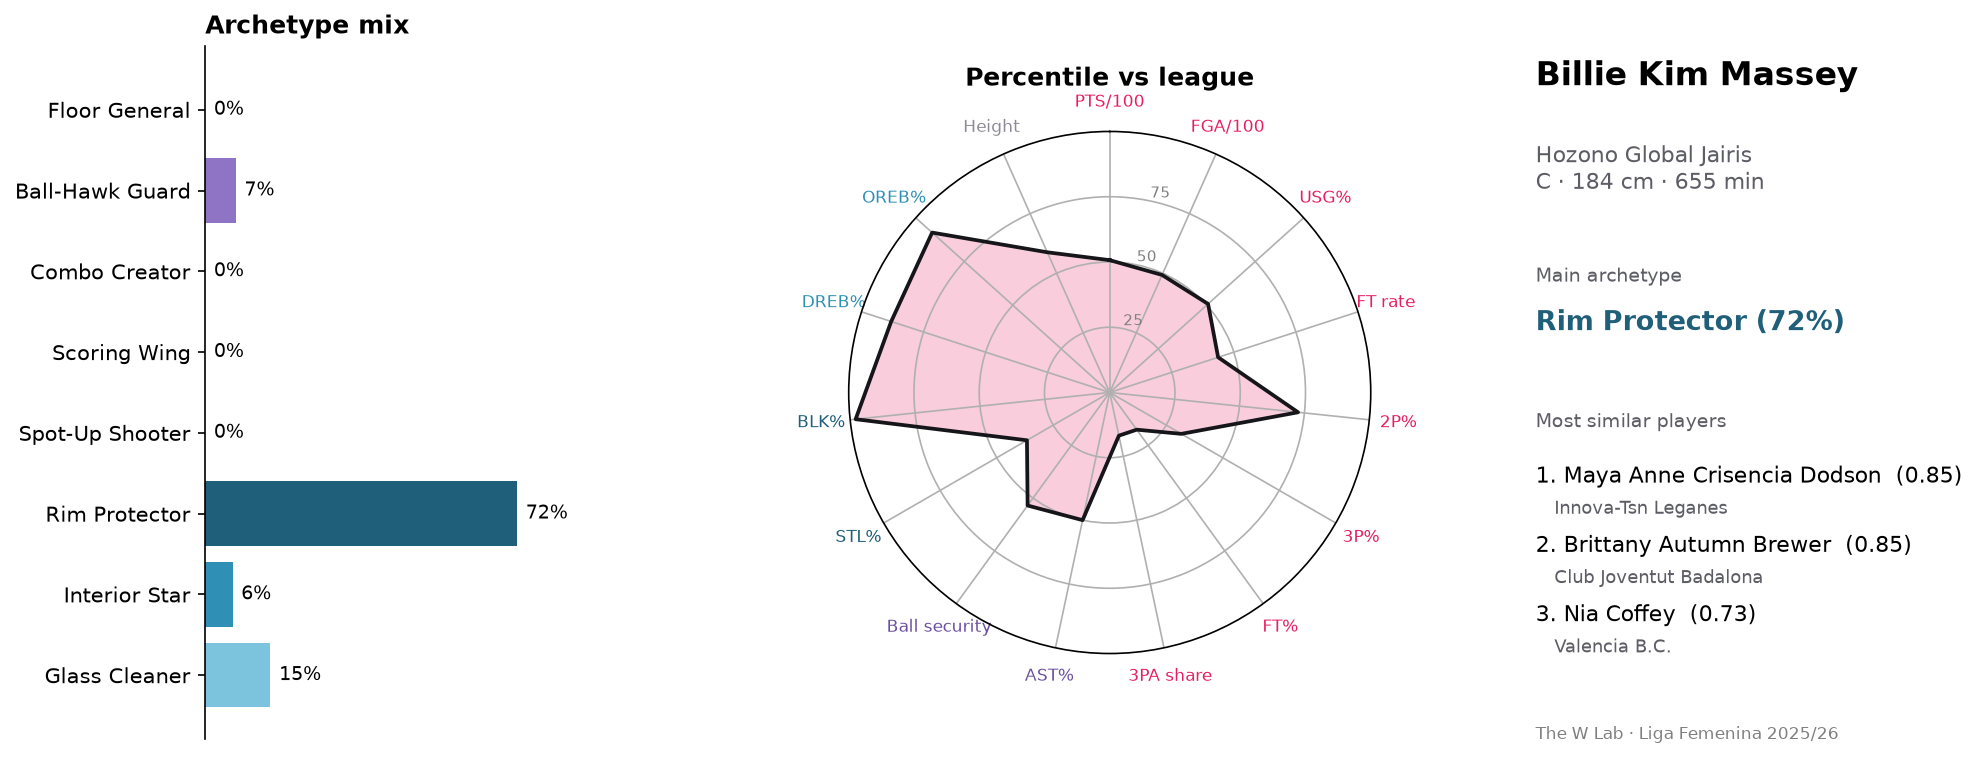 Archetype mix
Floor General
0%
Ball-Hawk Guard
7%
Combo Creator
0%
Scoring Wing
0%
Spot-Up Shooter
0%
Rim Protector
72%
Interior Star
6%
Glass Cleaner
15%
Percentile vs league
PTS/100
FGA/100
USG%
FT rate
2P%
3P%
FT%
3PA share
AST%
Ball security
STL%
BLK%
DREB%
OREB%
Height
75
50
25
Billie Kim Massey
Hozono Global Jairis
C · 184 cm · 655 min
Main archetype
Rim Protector (72%)
Most similar players
1. Maya Anne Crisencia Dodson (0.85)
Innova-Tsn Leganes
2. Brittany Autumn Brewer (0.85)
Club Joventut Badalona
3. Nia Coffey (0.73)
Valencia B.C.
The W Lab · Liga Femenina 2025/26